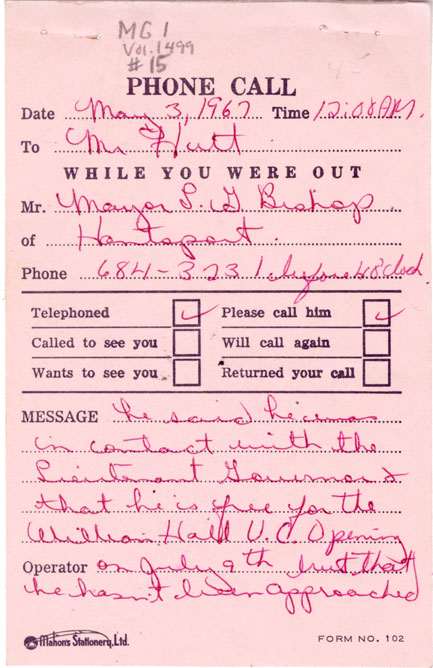 MG 1
Vol. 1499
#15
45
PHONE CALL
Date May 3, 1967 Time 12:00 AM.
To Mr Hutt
WHILE YOU WERE OUT
Mr. Mayor S. G Bishop
of Hantsport
Phone 684-3231 before 4 o'clock
Telephoned ✓ Please call him ✓
Called to see you Will call again
Wants to see you Returned your call
MESSAGE he said he was
in contact with the
Lieutenant Governor &
that he is free for the
William Hall V.C. Opening
Operator on July 9th but that
he hasn't been approached
Mahon's Stationery, Ltd. FORM NO. 102